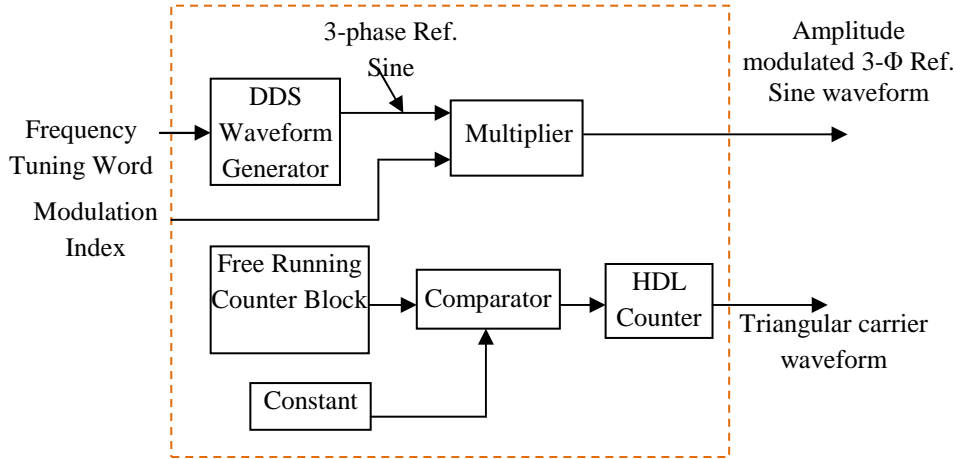 3-phase Ref.
Sine
Amplitude
modulated 3-Φ Ref.
Sine waveform
DDS
Waveform
Generator
Multiplier
Frequency
Tuning Word
Modulation
Index
Free Running
Counter Block
Comparator
HDL
Counter
Triangular carrier
waveform
Constant